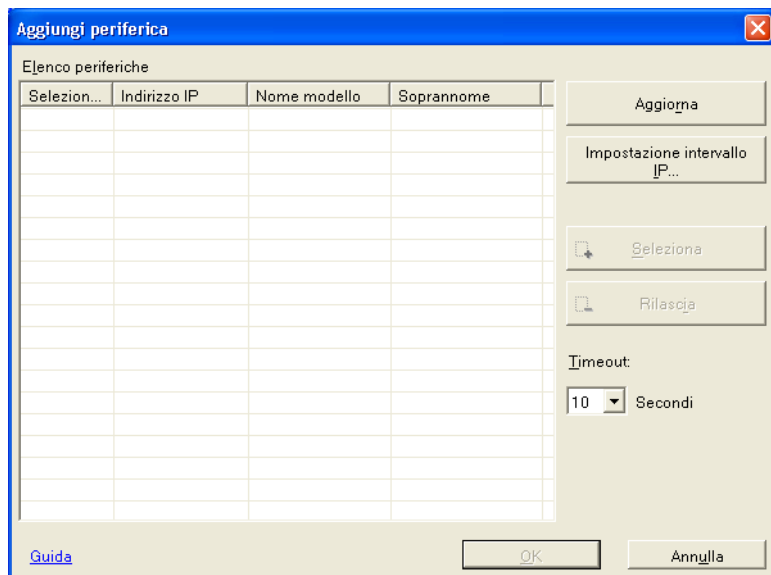 Aggiungi periferica
Elenco periferiche
Selezion... Indirizzo IP Nome modello Soprannome
Aggiorna
Impostazione intervallo
IP...
Seleziona
Rilascia
Timeout:
10 Secondi
Guida OK Annulla